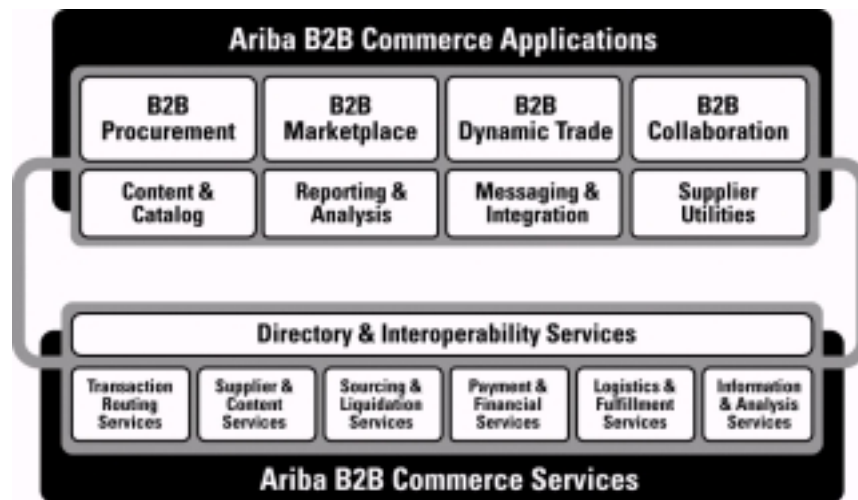 Ariba B2B Commerce Applications
B2B
Procurement
B2B
Marketplace
B2B
Dynamic Trade
B2B
Collaboration
Content &
Catalog
Reporting &
Analysis
Messaging &
Integration
Supplier
Utilities
Directory & Interoperability Services
Transaction
Routing
Services
Supplier &
Content
Services
Sourcing &
Liquidation
Services
Payment &
Financial
Services
Logistics &
Fulfillment
Services
Information
& Analysis
Services
Ariba B2B Commerce Services